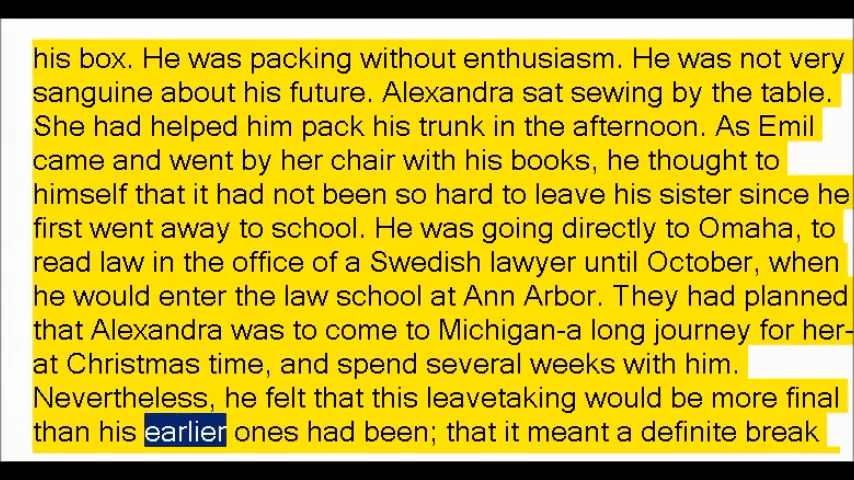 his box. He was packing without enthusiasm. He was not very
sanguine about his future. Alexandra sat sewing by the table.
She had helped him pack his trunk in the afternoon. As Emil
came and went by her chair with his books, he thought to
himself that it had not been so hard to leave his sister since he
first went away to school. He was going directly to Omaha, to
read law in the office of a Swedish lawyer until October, when
he would enter the law school at Ann Arbor. They had planned
that Alexandra was to come to Michigan-a long journey for her-
at Christmas time, and spend several weeks with him.
Nevertheless, he felt that this leavetaking would be more final
than his earlier ones had been; that it meant a definite break